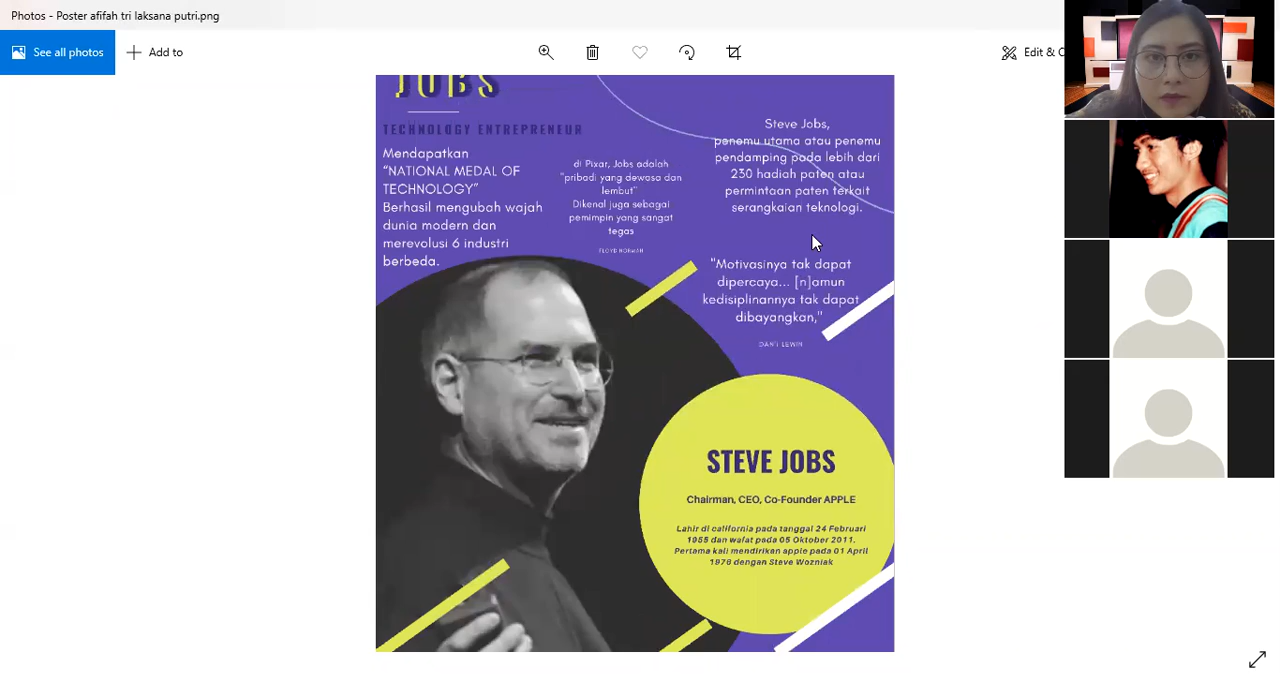 Photos - Poster afifah tri laksana putri.png
See all photos
Add to
Edit & C
JOBS
TECHNOLOGY ENTREPRENEUR
Mendapatkan
“NATIONAL MEDAL OF
TECHNOLOGY”
Berhasil mengubah wajah
dunia modern dan
merevolusi 6 industri
berbeda.
di Pixar, Jobs adalah
"pribadi yang dewasa dan
lembut"
Dikenal juga sebagai
pemimpin yang sangat
tegas
FLOYD NORMAN
Steve Jobs,
penemu utama atau penemu
pendamping pada lebih dari
230 hadiah paten atau
permintaan paten terkait
serangkaian teknologi.
"Motivasinya tak dapat
dipercaya... [n]amun
kedisiplinannya tak dapat
dibayangkan,"
DAN'l LEWIN
STEVE JOBS
Chairman, CEO, Co-Founder APPLE
Lahir di california pada tanggal 24 Februari
1955 dan wafat pada 05 Oktober 2011.
Pertama kali mendirikan apple pada 01 April
1976 dengan Steve Wozniak